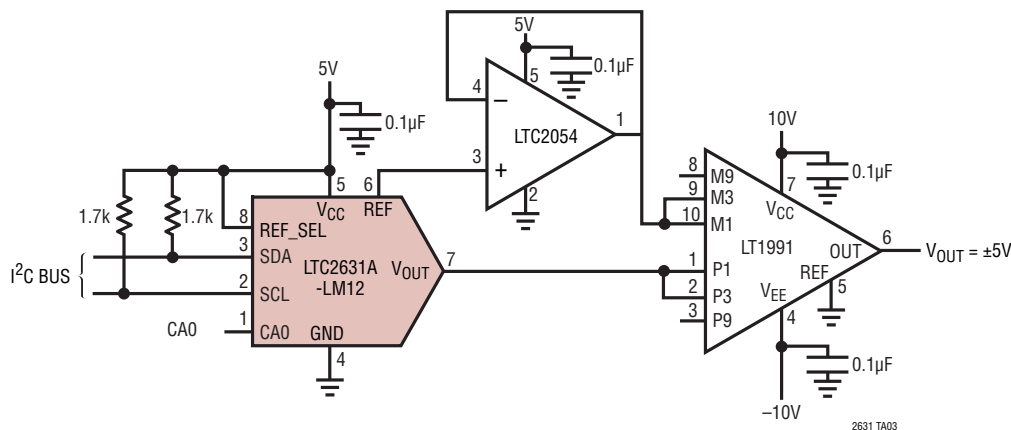 5V
0.1µF
5V
0.1µF
4
–
5
LTC2054
1
3
+
2
10V
0.1µF
1.7k
1.7k
5
6
VCC
REF
8
REF_SEL
3
SDA
LTC2631A
-LM12
VOUT
7
I2C BUS
2
SCL
CA0
1
CA0
GND
4
8
M9
9
M3
10
M1
7
VCC
LT1991
OUT
6
VOUT = ±5V
1
P1
2
P3
3
P9
REF
5
VEE
4
0.1µF
–10V
2631 TA03